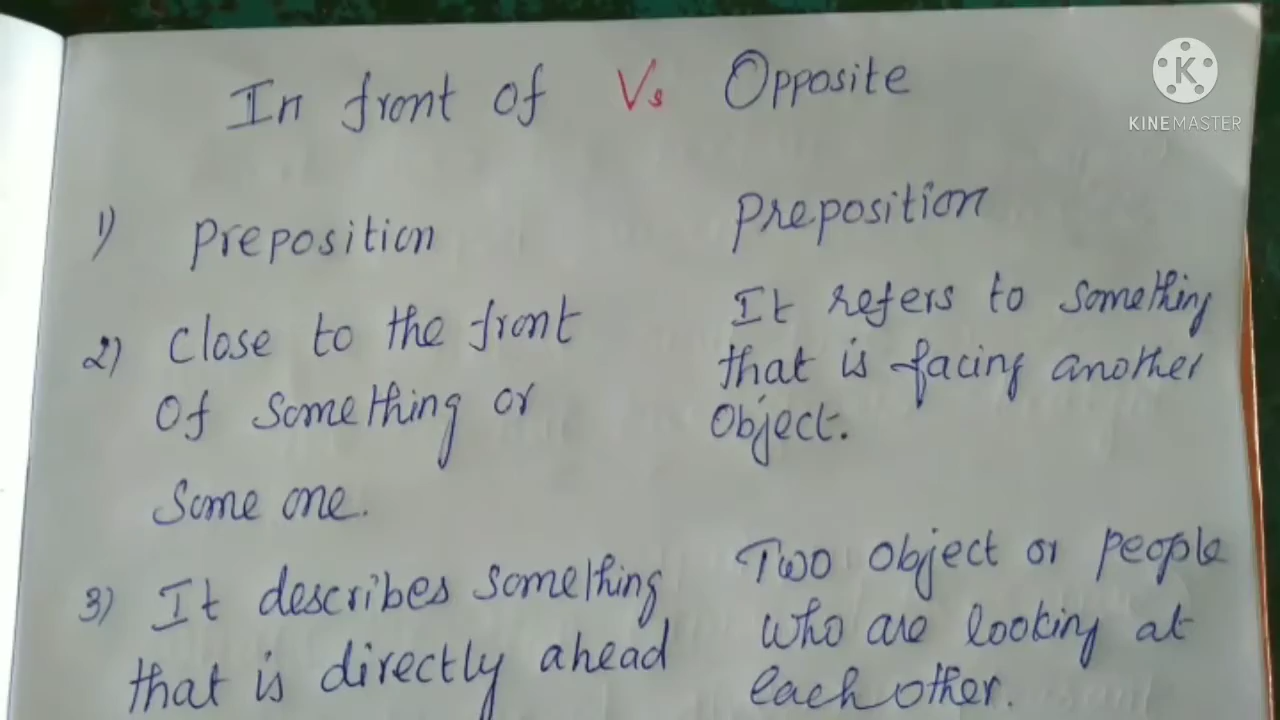 In front of Vs Opposite
KINEMASTER
1) Preposition
Preposition
2) Close to the front
Of Something or
Some one.
It refers to something
that is facing another
Object.
3) It describes something
that is directly ahead
Two object or people
who are looking at
each other.